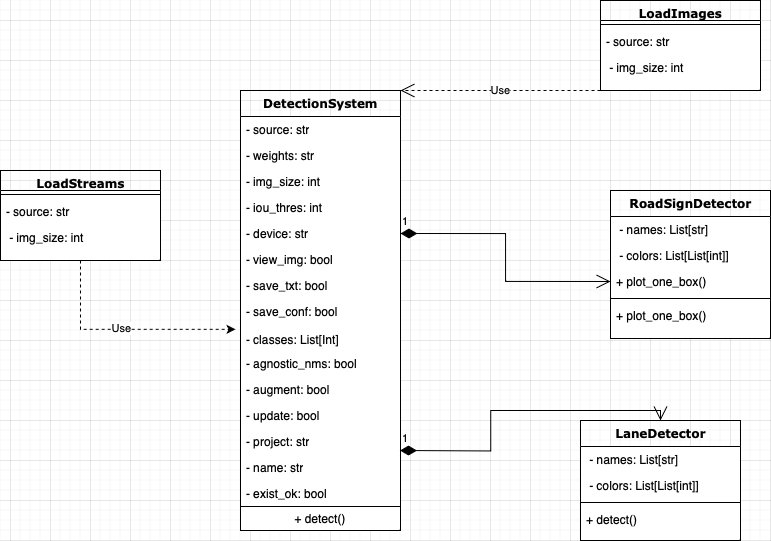 LoadImages
- source: str
- img_size: int
Use
DetectionSystem
- source: str
- weights: str
- img_size: int
- iou_thres: int
- device: str
- view_img: bool
- save_txt: bool
- save_conf: bool
- classes: List[Int]
- agnostic_nms: bool
- augment: bool
- update: bool
- project: str
- name: str
- exist_ok: bool
+ detect()
LoadStreams
- source: str
- img_size: int
Use
1
RoadSignDetector
- names: List[str]
- colors: List[List[int]]
+ plot_one_box()
+ plot_one_box()
1
LaneDetector
- names: List[str]
- colors: List[List[int]]
+ detect()